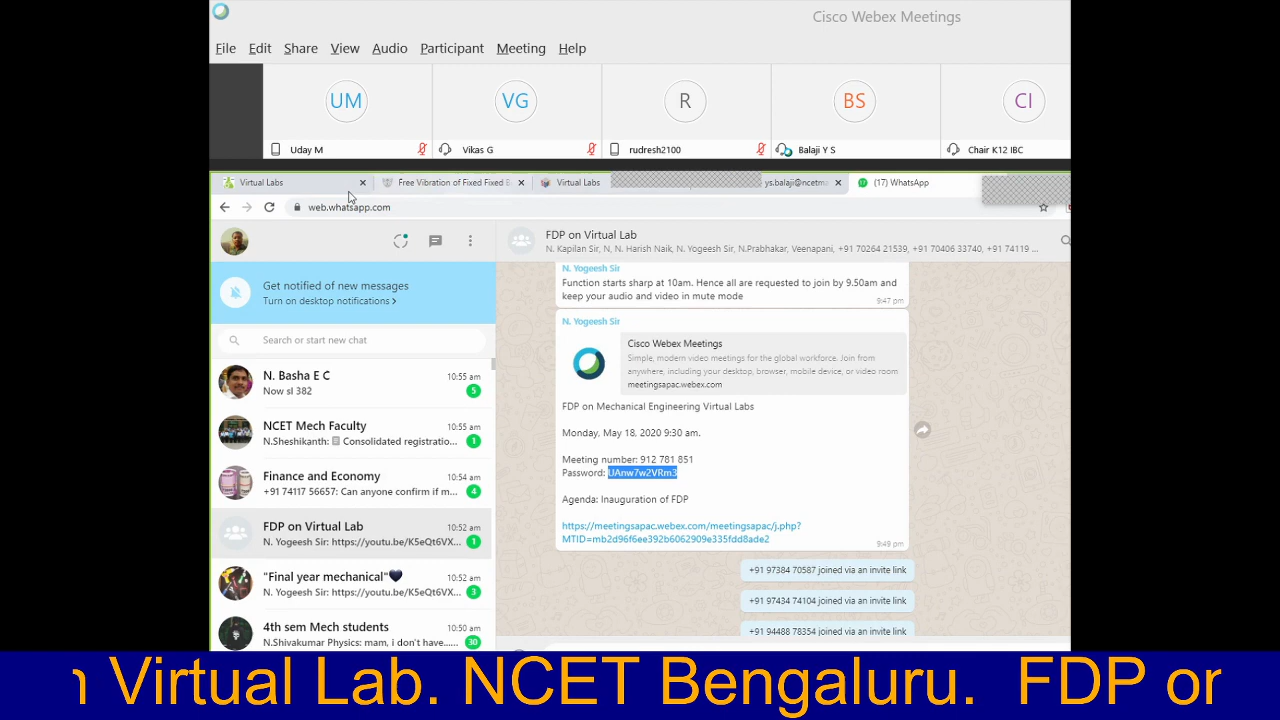 Cisco Webex Meetings
File Edit Share View Audio Participant Meeting Help
UM VG R BS CI
Uday M Vikas G rudresh2100 Balaji Y S Chair K12 IBC
Virtual Labs Free Vibration of Fixed Fixed B Virtual Labs ys.balaji@ncetm (17) WhatsApp
web.whatsapp.com
FDP on Virtual Lab
N. Kapilan Sir, N, N. Harish Naik, N. Yogeesh Sir, N.Prabhakar, Veenapani, +91 70264 21539, +91 70406 33740, +91 74119 ...
Get notified of new messages
Turn on desktop notifications >
Search or start new chat
N. Basha E C 10:55 am
Now sl 382 5
NCET Mech Faculty 10:55 am
N.Sheshikanth: Consolidated registratio... 1
Finance and Economy 10:54 am
+91 74117 56657: Can anyone confirm if m... 4
FDP on Virtual Lab 10:52 am
N. Yogeesh Sir: https://youtu.be/K5eQt6VX... 1
"Final year mechanical"🖤 10:52 am
N. Yogeesh Sir: https://youtu.be/K5eQt6VX... 3
4th sem Mech students 10:50 am
N.Shivakumar Physics: mam, i don't have...... 30
N. Yogeesh Sir
Function starts sharp at 10am. Hence all are requested to join by 9.50am and
keep your audio and video in mute mode
9:47 pm
N. Yogeesh Sir
Cisco Webex Meetings
Simple, modern video meetings for the global workforce. Join from
anywhere, including your desktop, browser, mobile device, or video room
meetingsapac.webex.com
FDP on Mechanical Engineering Virtual Labs
Monday, May 18, 2020 9:30 am.
Meeting number: 912 781 851
Password: UAnw7w2VRm3
Agenda: Inauguration of FDP
https://meetingsapac.webex.com/meetingsapac/j.php?
MTID=mb2d96f6ee392b6062909e335fdd8ade2
9:49 pm
+91 97384 70587 joined via an invite link
+91 97434 74104 joined via an invite link
+91 94488 78354 joined via an invite link
n Virtual Lab. NCET Bengaluru. FDP or